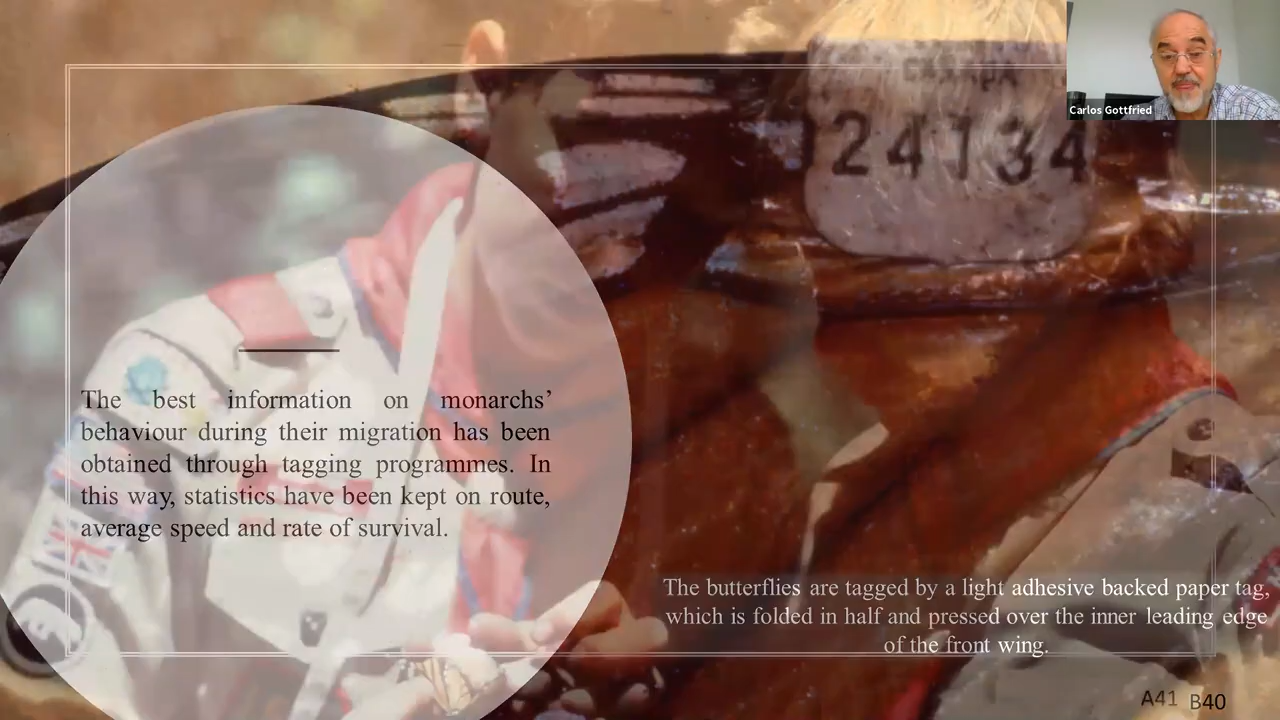 24134
Carlos Gottfried
The best information on monarchs’
behaviour during their migration has been
obtained through tagging programmes. In
this way, statistics have been kept on route,
average speed and rate of survival.
The butterflies are tagged by a light adhesive backed paper tag,
which is folded in half and pressed over the inner leading edge
of the front wing.
A41 B40